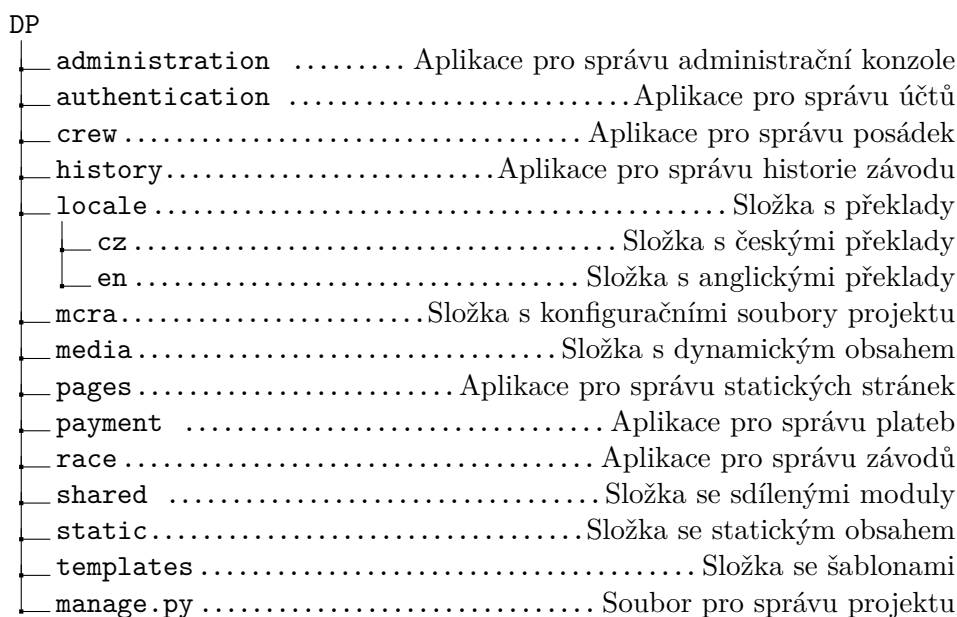 DP
administration ......... Aplikace pro správu administrační konzole
authentication ........................... Aplikace pro správu účtů
crew .................................... Aplikace pro správu posádek
history .......................... Aplikace pro správu historie závodu
locale ............................................. Složka s překlady
cz ...................................... Složka s českými překlady
en ................................... Složka s anglickými překlady
mcra ........................ Složka s konfiguračními soubory projektu
media ................................. Složka s dynamickým obsahem
pages ......................... Aplikace pro správu statických stránek
payment ................................. Aplikace pro správu plateb
race ..................................... Aplikace pro správu závodů
shared .................................. Složka se sdílenými moduly
static .................................. Složka se statickým obsahem
templates ....................................... Složka se šablonami
manage.py ............................... Soubor pro správu projektu